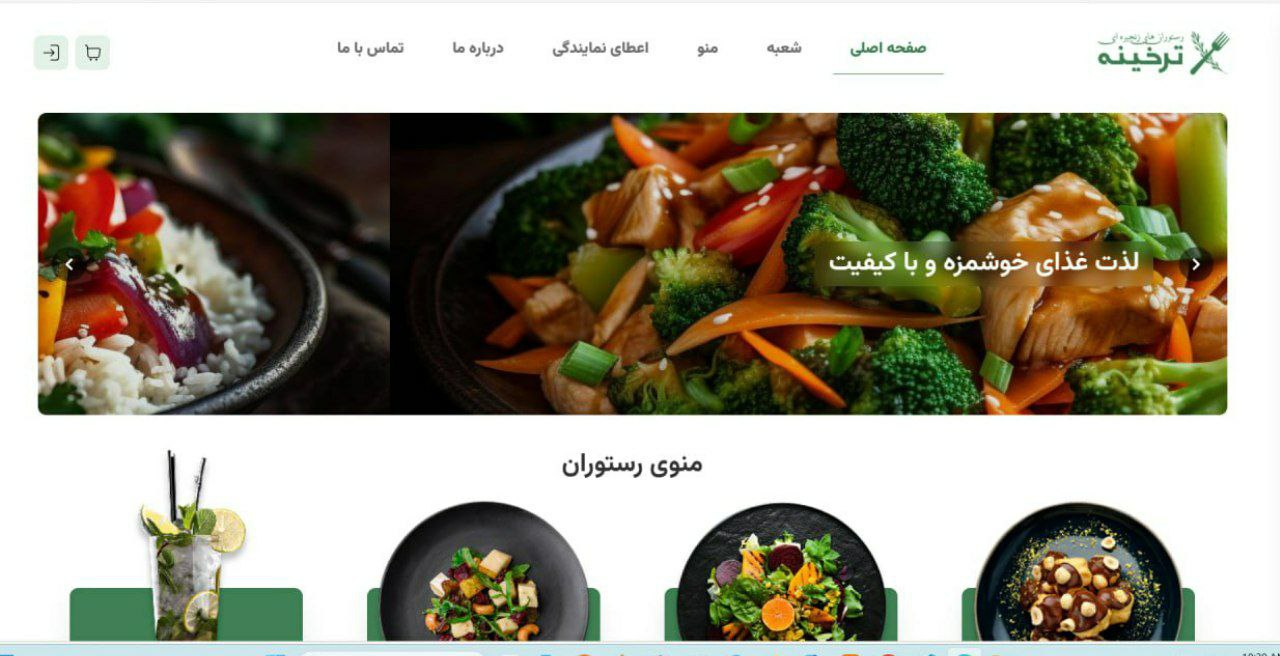 رستوران های زنجیره ای
ترخینه
صفحه اصلی
شعبه
منو
اعطای نمایندگی
درباره ما
تماس با ما
لذت غذای خوشمزه و با کیفیت
منوی رستوران